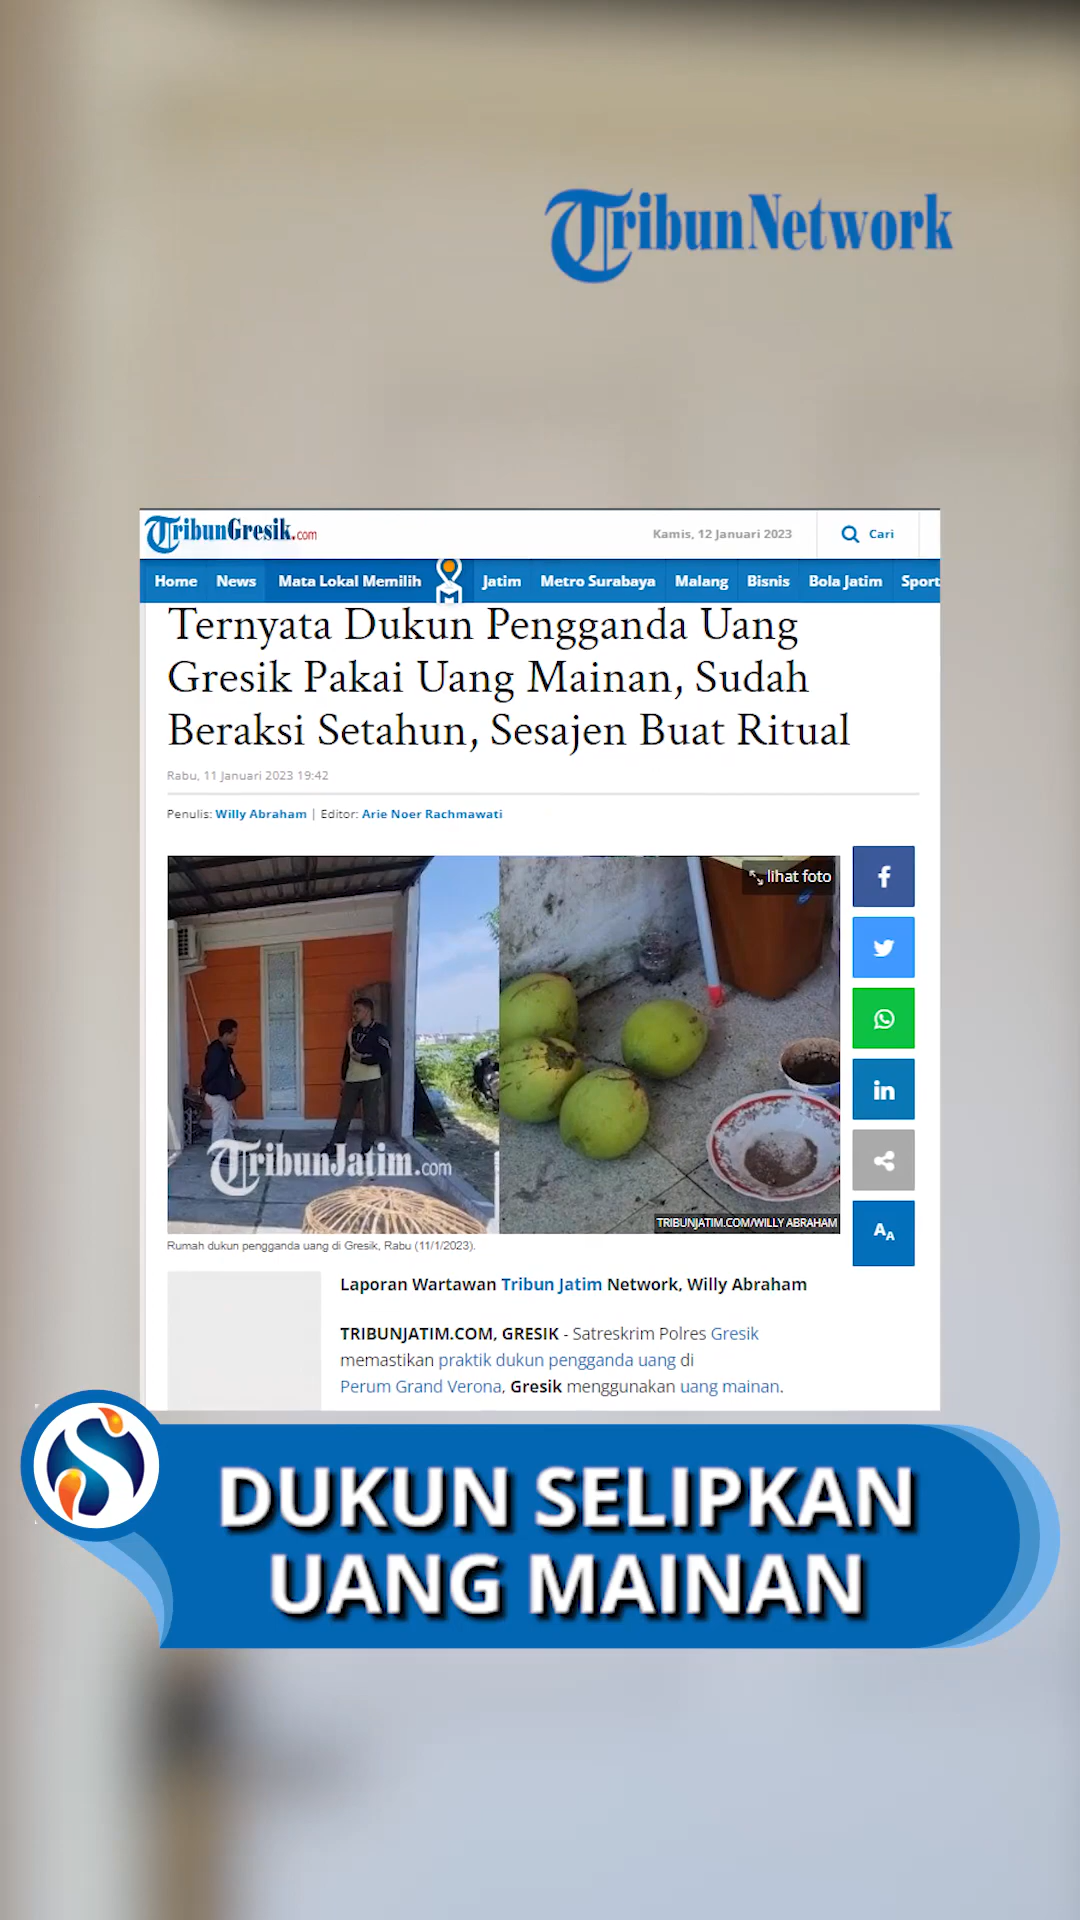 TribunNetwork
TribunGresik.com
Kamis, 12 Januari 2023
Cari
Home News Mata Lokal Memilih Jatim Metro Surabaya Malang Bisnis Bola Jatim Sport
Ternyata Dukun Pengganda Uang
Gresik Pakai Uang Mainan, Sudah
Beraksi Setahun, Sesajen Buat Ritual
Rabu, 11 Januari 2023 19:42
Penulis: Willy Abraham | Editor: Arie Noer Rachmawati
lihat foto
TribunJatim.com
TRIBUNJATIM.COM/WILLY ABRAHAM
Rumah dukun pengganda uang di Gresik, Rabu (11/1/2023).
Laporan Wartawan Tribun Jatim Network, Willy Abraham
TRIBUNJATIM.COM, GRESIK - Satreskrim Polres Gresik
memastikan praktik dukun pengganda uang di
Perum Grand Verona, Gresik menggunakan uang mainan.
DUKUN SELIPKAN
UANG MAINAN